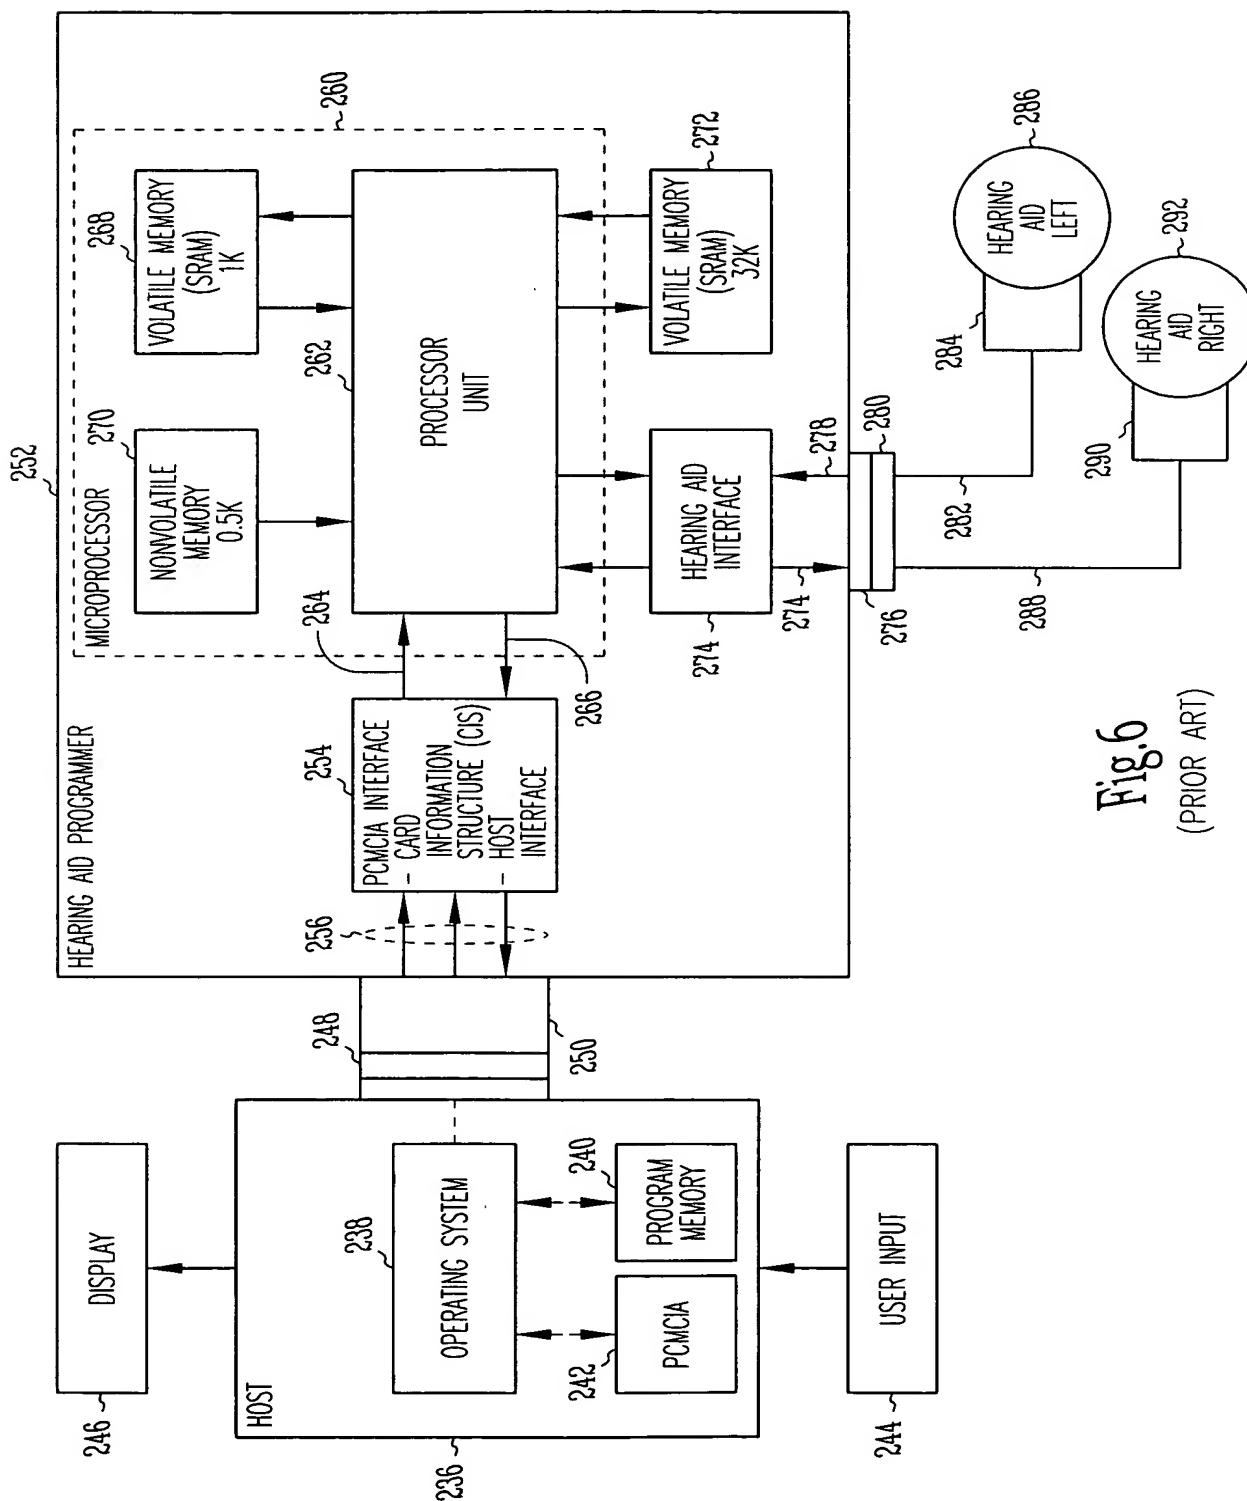 252
HEARING AID PROGRAMMER
MICROPROCESSOR
260
270
NONVOLATILE
MEMORY
0.5K
268
VOLATILE MEMORY
(SRAM)
1K
264
262
PROCESSOR
UNIT
266
254
PCMCIA INTERFACE
- CARD
INFORMATION
STRUCTURE (CIS)
- HOST
INTERFACE
256
274
HEARING AID
INTERFACE
272
VOLATILE MEMORY
(SRAM)
32K
274
278
276
280
282
288
284
HEARING
AID
LEFT
286
290
HEARING
AID
RIGHT
292
248
250
246
DISPLAY
HOST
236
238
OPERATING SYSTEM
242
PCMCIA
240
PROGRAM
MEMORY
244
USER INPUT
Fig.6
(PRIOR ART)